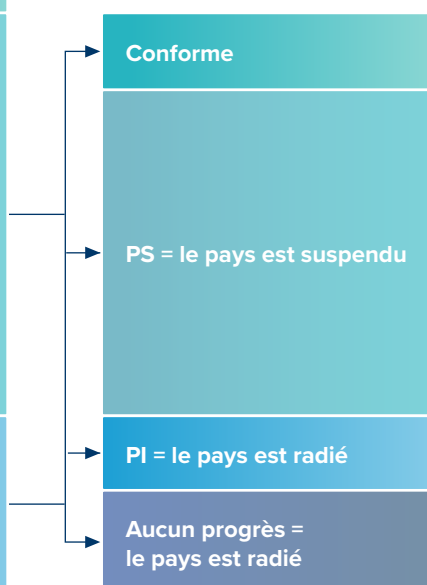 Conforme
PS = le pays est suspendu
PI = le pays est radié
Aucun progrès =
le pays est radié